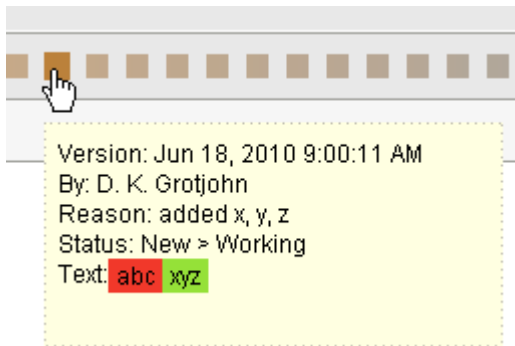 Version: Jun 18, 2010 9:00:11 AM
By: D. K. Grotjohn
Reason: added x, y, z
Status: New > Working
Text: abc xyz